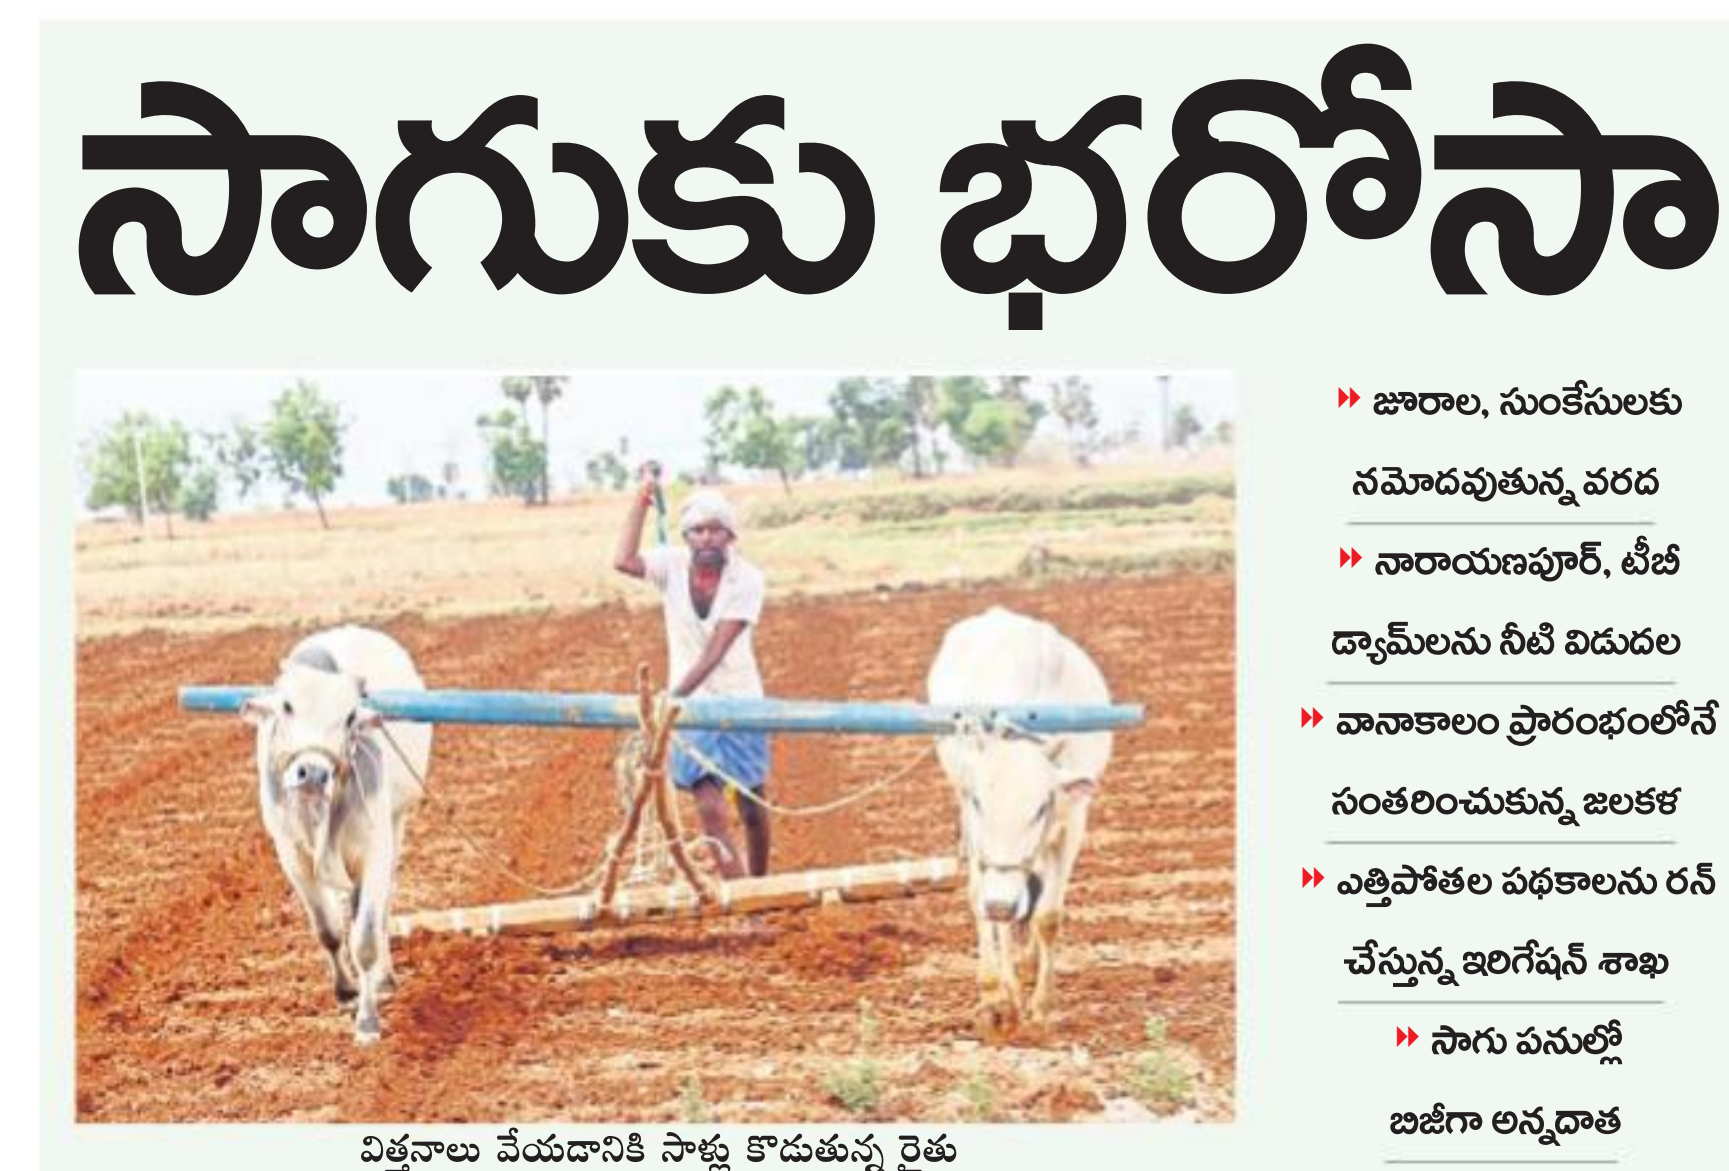 సాగుకు భరోసా
జూరాల, సుంకేసులకు
నమోదవుతున్న వరద
నారాయణపూర్, టీబీ
డ్యామ్‌లను నీటి విడుదల
వానాకాలం ప్రారంభంలోనే
సంతరించుకున్న జలకళ
ఎత్తిపోతల పథకాలను రన్
చేస్తున్న ఇరిగేషన్ శాఖ
సాగు పనుల్లో
బిజీగా అన్నదాత
విత్తనాలు వేయడానికి సాళ్లు కొడుతున్న రైతు